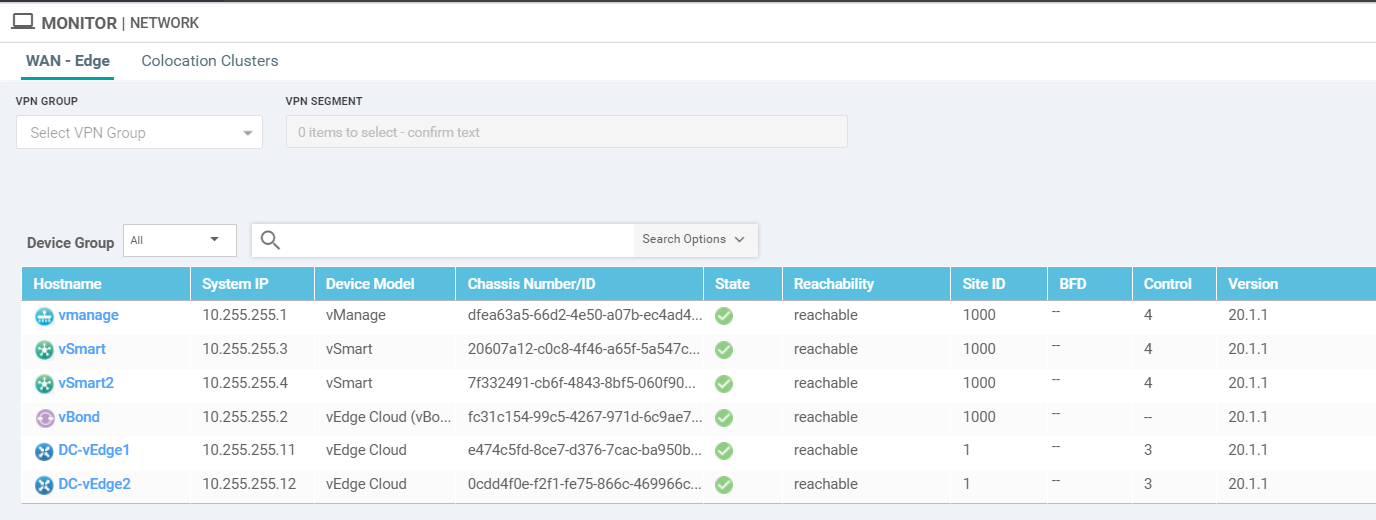 MONITOR | NETWORK
WAN - Edge Colocation Clusters
VPN GROUP VPN SEGMENT
Select VPN Group 0 items to select - confirm text
Device Group All Search Options
Hostname System IP Device Model Chassis Number/ID State Reachability Site ID BFD Control Version
vmanage 10.255.255.1 vManage dfea63a5-66d2-4e50-a07b-ec4ad4... reachable 1000 -- 4 20.1.1
vSmart 10.255.255.3 vSmart 20607a12-c0c8-4f46-a65f-5a547c... reachable 1000 -- 4 20.1.1
vSmart2 10.255.255.4 vSmart 7f332491-cb6f-4843-8bf5-060f90... reachable 1000 -- 4 20.1.1
vBond 10.255.255.2 vEdge Cloud (vBo... fc31c154-99c5-4267-971d-6c9ae7... reachable 1000 -- -- 20.1.1
DC-vEdge1 10.255.255.11 vEdge Cloud e474c5fd-8ce7-d376-7cac-ba950b... reachable 1 -- 3 20.1.1
DC-vEdge2 10.255.255.12 vEdge Cloud 0cdd4f0e-f2f1-fe75-866c-469966c... reachable 1 -- 3 20.1.1